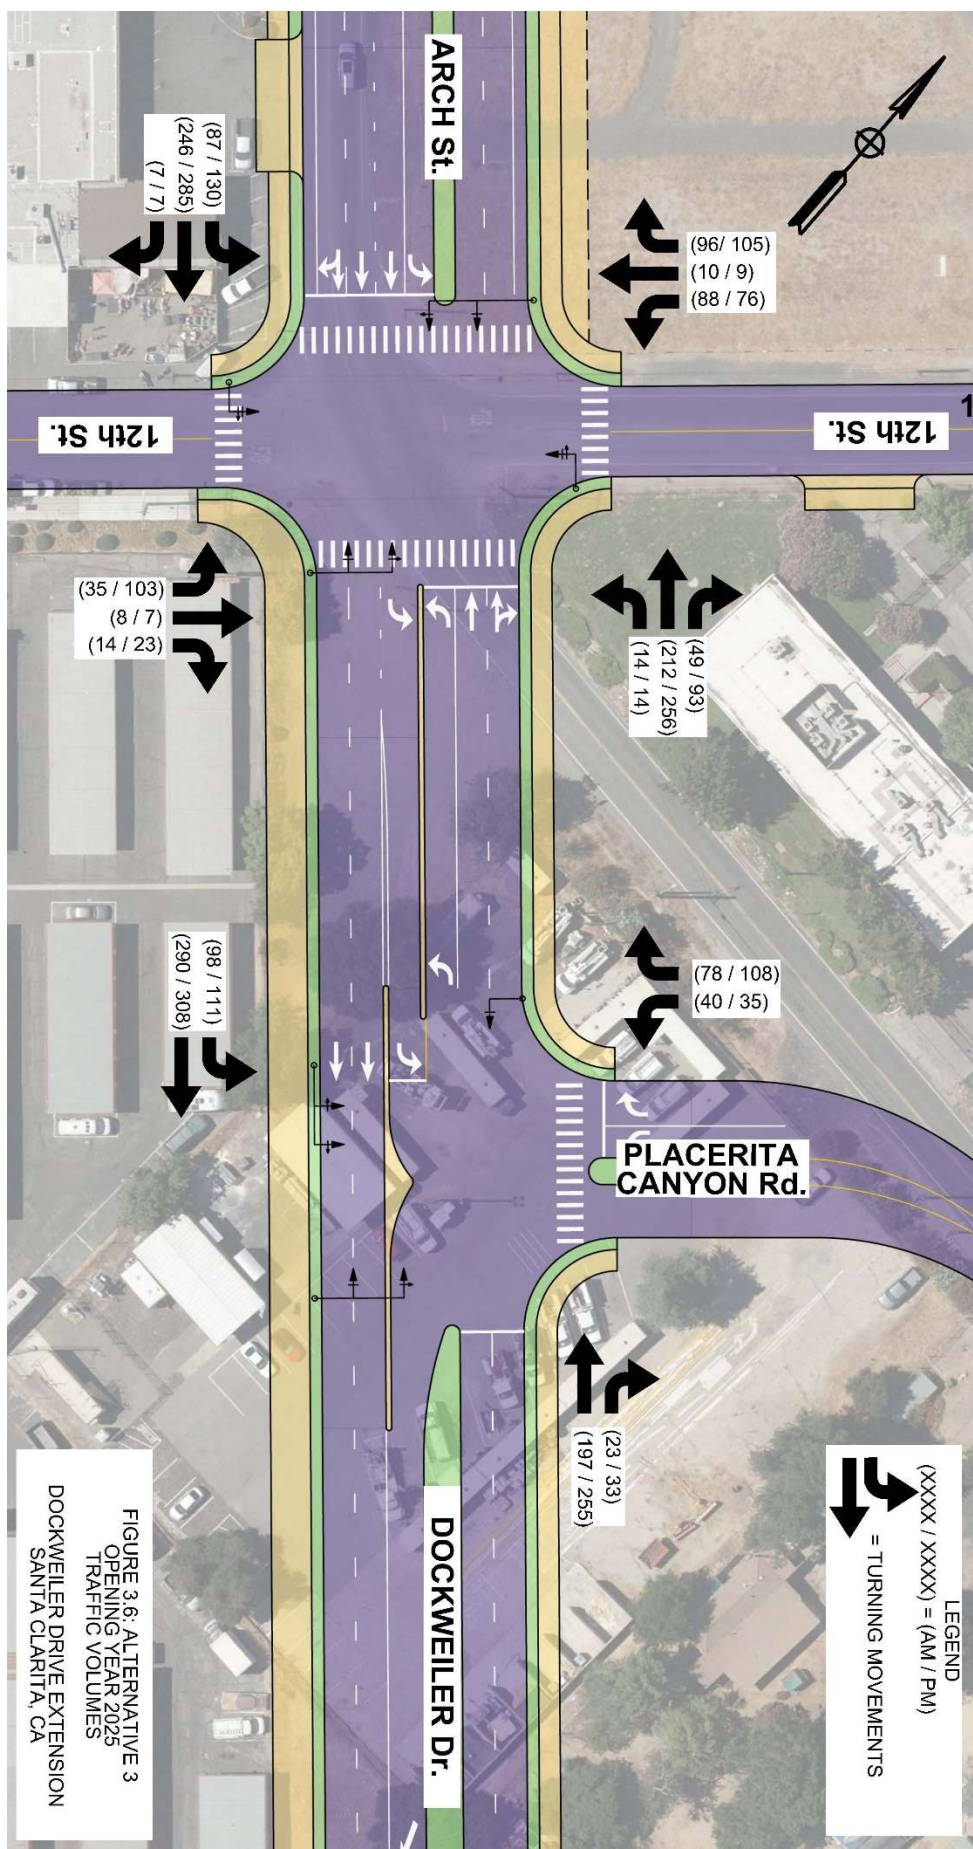 ARCH St.
(87 / 130)
(246 / 285)
(7 / 7)
(96/ 105)
(10 / 9)
(88 / 76)
12th St.
12th St.
1
(35 / 103)
(8 / 7)
(14 / 23)
(49 / 93)
(212 / 256)
(14 / 14)
(98 / 111)
(290 / 308)
(78 / 108)
(40 / 35)
PLACERITA
CANYON Rd.
(23 / 33)
(197 / 255)
DOCKWEILER Dr.
LEGEND
(XXXX / XXXX) = (AM / PM)
= TURNING MOVEMENTS
FIGURE 3.6: ALTERNATIVE 3
OPENING YEAR 2025
TRAFFIC VOLUMES
DOCKWEILER DRIVE EXTENSION
SANTA CLARITA, CA